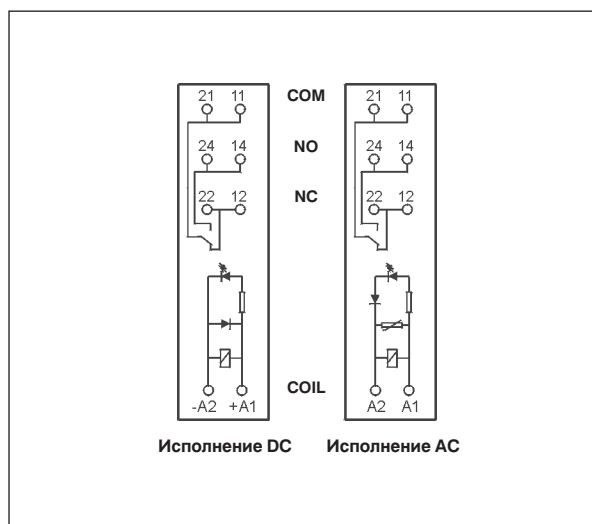 21 11 COM 21 11
24 14 NO 24 14
22 12 NC 22 12
COIL
-A2 +A1 A2 A1
Исполнение DC Исполнение AC